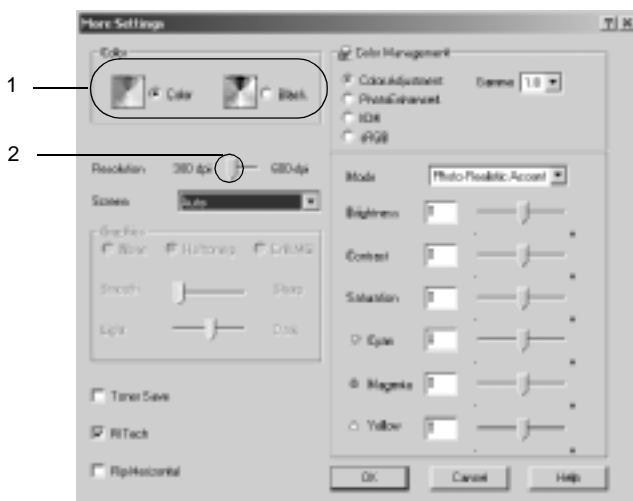 More Settings
Color
1
Color
Black
2
Resolution 300 dpi 600 dpi
Screen Auto
Graphics
Smooth Sharp
Light Dark
Toner Save
RITech
Flip Horizontal
Color Management
Color Adjustment
Gamma
PhotoEnhance4
ICM
sRGB
Mode Photo-Realistic Accent
Brightness
Contrast
Saturation
Cyan
Magenta
Yellow
OK Cancel Help